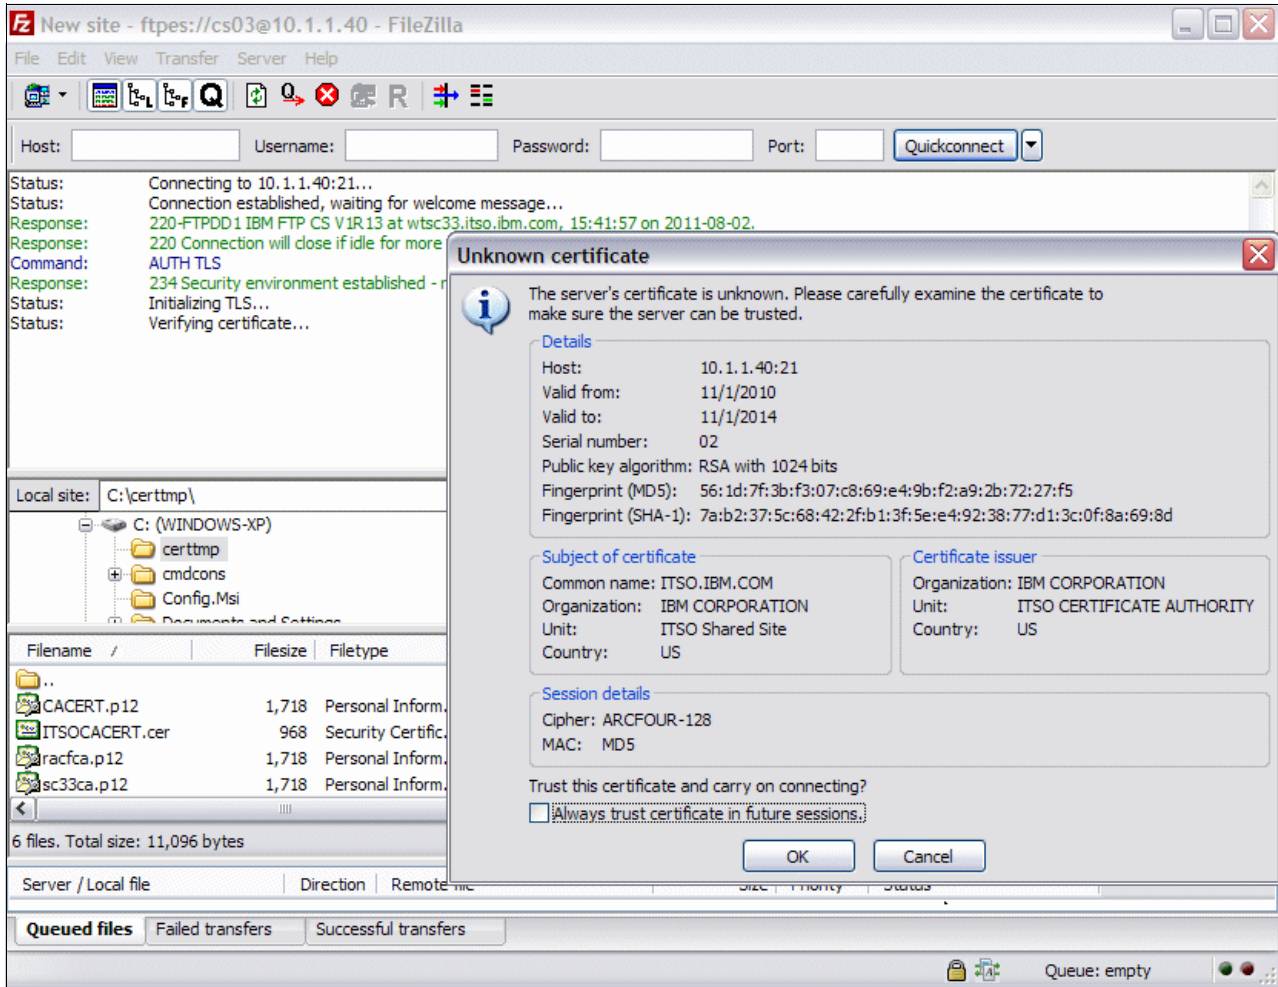 New site - ftpes://cs03@10.1.1.40 - FileZilla
File Edit View Transfer Server Help
Host: Username: Password: Port: Quickconnect
Status: Connecting to 10.1.1.40:21...
Status: Connection established, waiting for welcome message...
Response: 220-FTPDD1 IBM FTP CS V1R13 at wtsc33.itso.ibm.com, 15:41:57 on 2011-08-02.
Response: 220 Connection will close if idle for more
Command: AUTH TLS
Response: 234 Security environment established - r
Status: Initializing TLS...
Status: Verifying certificate...
Unknown certificate
The server's certificate is unknown. Please carefully examine the certificate to
make sure the server can be trusted.
Details
Host: 10.1.1.40:21
Valid from: 11/1/2010
Valid to: 11/1/2014
Serial number: 02
Public key algorithm: RSA with 1024 bits
Fingerprint (MD5): 56:1d:7f:3b:f3:07:c8:69:e4:9b:f2:a9:2b:72:27:f5
Fingerprint (SHA-1): 7a:b2:37:5c:68:42:2f:b1:3f:5e:e4:92:38:77:d1:3c:0f:8a:69:8d
Subject of certificate
Common name: ITSO.IBM.COM
Organization: IBM CORPORATION
Unit: ITSO Shared Site
Country: US
Certificate issuer
Organization: IBM CORPORATION
Unit: ITSO CERTIFICATE AUTHORITY
Country: US
Session details
Cipher: ARCFOUR-128
MAC: MD5
Trust this certificate and carry on connecting?
Always trust certificate in future sessions.
OK Cancel
Local site: C:\certtmp\
C: (WINDOWS-XP)
certtmp
cmdcons
Config.Msi
Documents and Settings
Filename / Filesize Filetype
..
CACERT.p12 1,718 Personal Inform.
ITSOCACERT.cer 968 Security Certific.
racfca.p12 1,718 Personal Inform.
sc33ca.p12 1,718 Personal Inform.
6 files. Total size: 11,096 bytes
Server / Local file Direction Remote file Size Priority Status
Queued files Failed transfers Successful transfers
Queue: empty